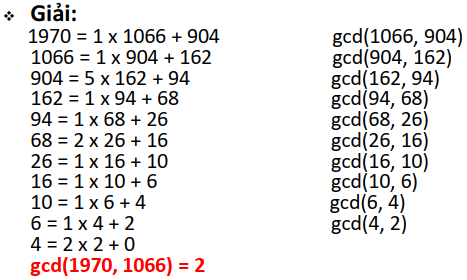 ❖ Giải:
1970 = 1 x 1066 + 904 gcd(1066, 904)
1066 = 1 x 904 + 162 gcd(904, 162)
904 = 5 x 162 + 94 gcd(162, 94)
162 = 1 x 94 + 68 gcd(94, 68)
94 = 1 x 68 + 26 gcd(68, 26)
68 = 2 x 26 + 16 gcd(26, 16)
26 = 1 x 16 + 10 gcd(16, 10)
16 = 1 x 10 + 6 gcd(10, 6)
10 = 1 x 6 + 4 gcd(6, 4)
6 = 1 x 4 + 2 gcd(4, 2)
4 = 2 x 2 + 0
gcd(1970, 1066) = 2